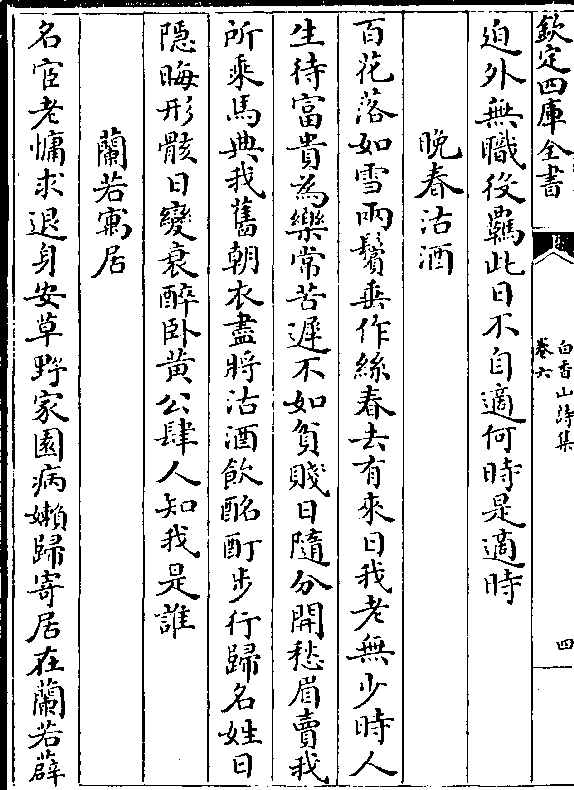 欽定四庫全書
白香山詩集
卷六
四
迫外無職役羈此日不自適何時是適時
晚春沽酒
百花落如雪兩鬢垂作絲春去有來日我老無少時人
生待富貴為樂常苦遲不如貧賤日隨分開愁眉賣我
所乘馬典我舊朝衣盡將沽酒飲酩酊步行歸名姓日
隱晦形骸日變衰醉卧黄公肆人知我是誰
蘭若寓居
名宦老慵求退身安草野家園病嬾歸寄居在蘭若薜